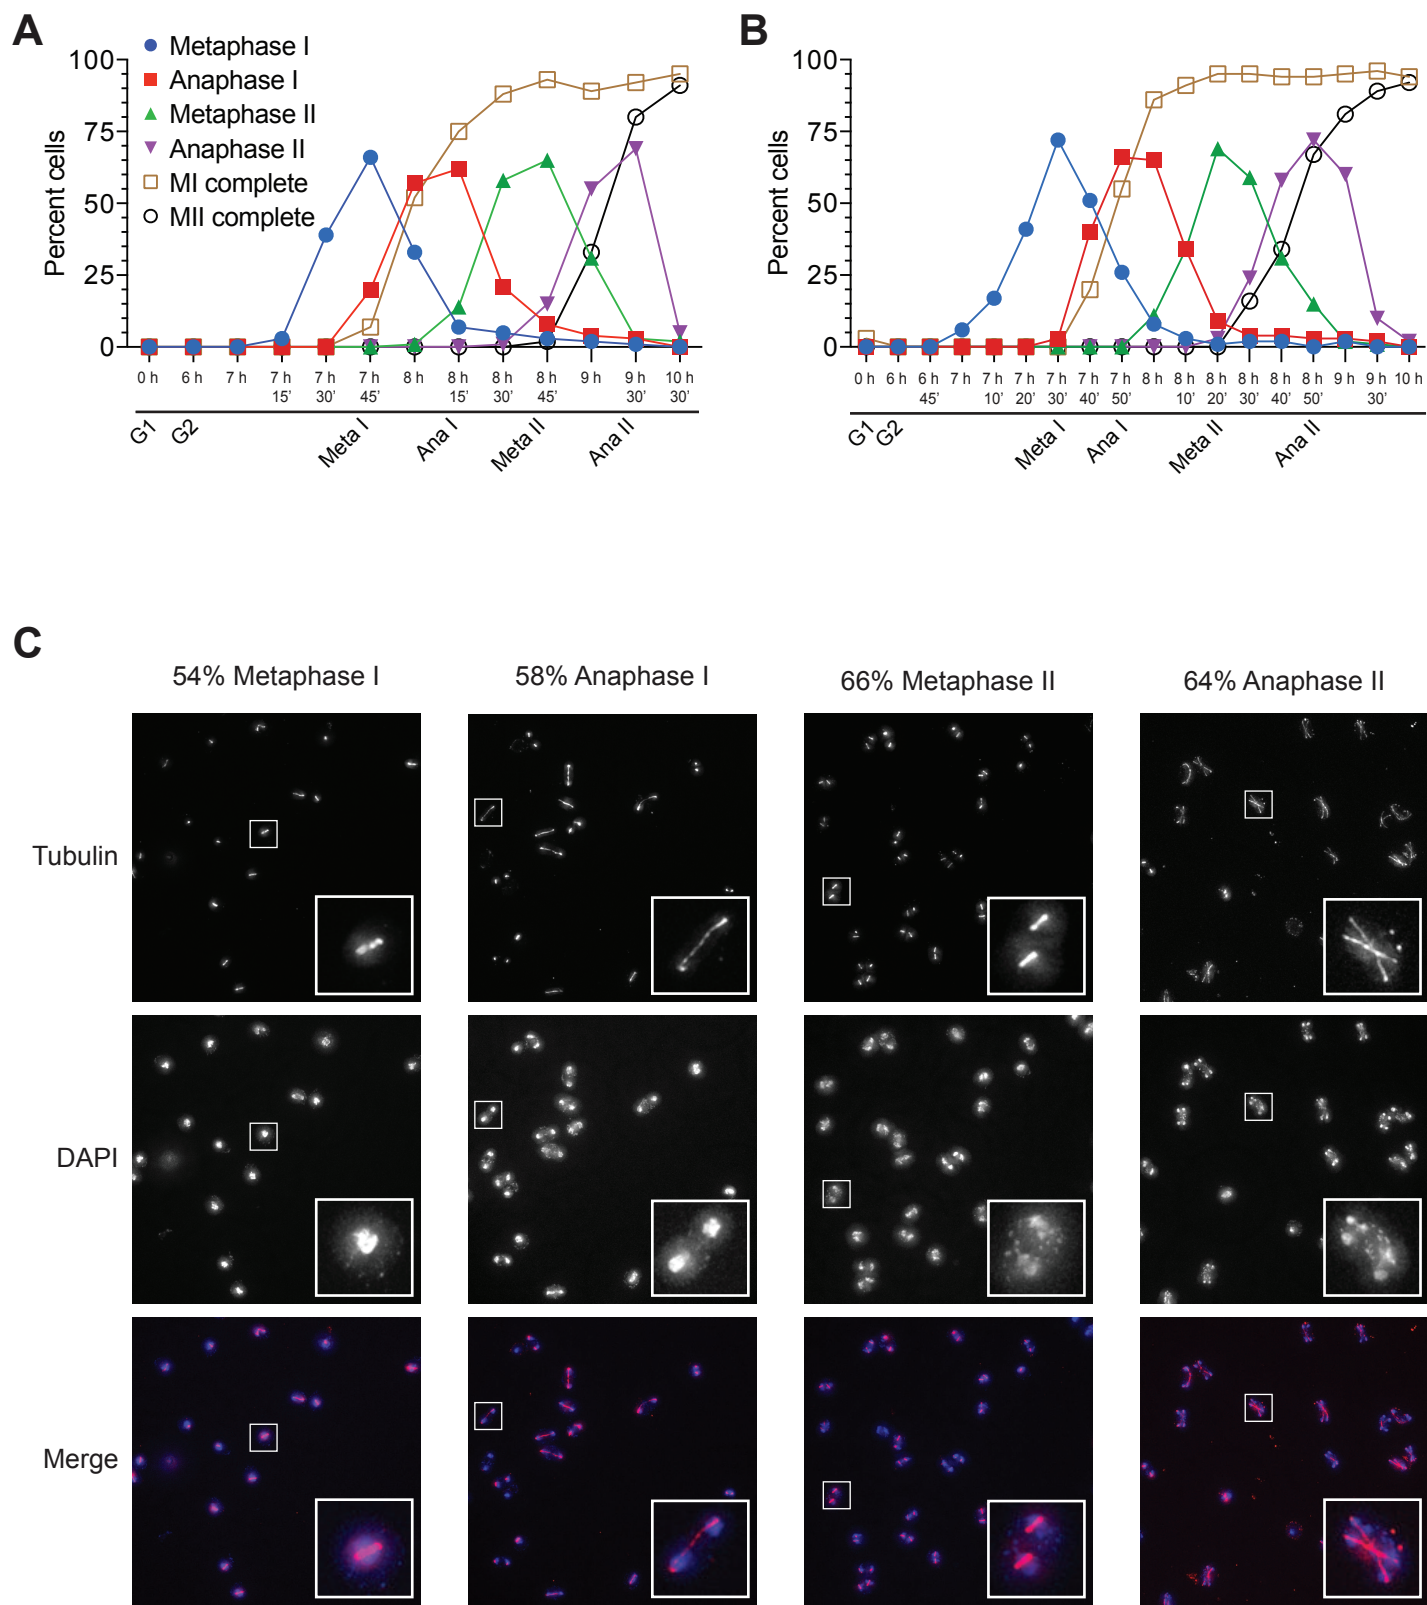 A
Metaphase I
Anaphase I
Metaphase II
Anaphase II
MI complete
MII complete
Percent cells
100
75
50
25
0
0 h
6 h
7 h
7 h 15’
7 h 30’
7 h 45’
8 h
8 h 15’
8 h 30’
8 h 45’
9 h
9 h 30’
10 h 30’
G1
G2
Meta I
Ana I
Meta II
Ana II
B
Percent cells
100
75
50
25
0
0 h
6 h
6 h 45’
7 h
7 h 10’
7 h 20’
7 h 30’
7 h 40’
7 h 50’
8 h
8 h 10’
8 h 20’
8 h 30’
8 h 40’
8 h 50’
9 h
9 h 30’
10 h
G1
G2
Meta I
Ana I
Meta II
Ana II
C
54% Metaphase I
58% Anaphase I
66% Metaphase II
64% Anaphase II
Tubulin
DAPI
Merge